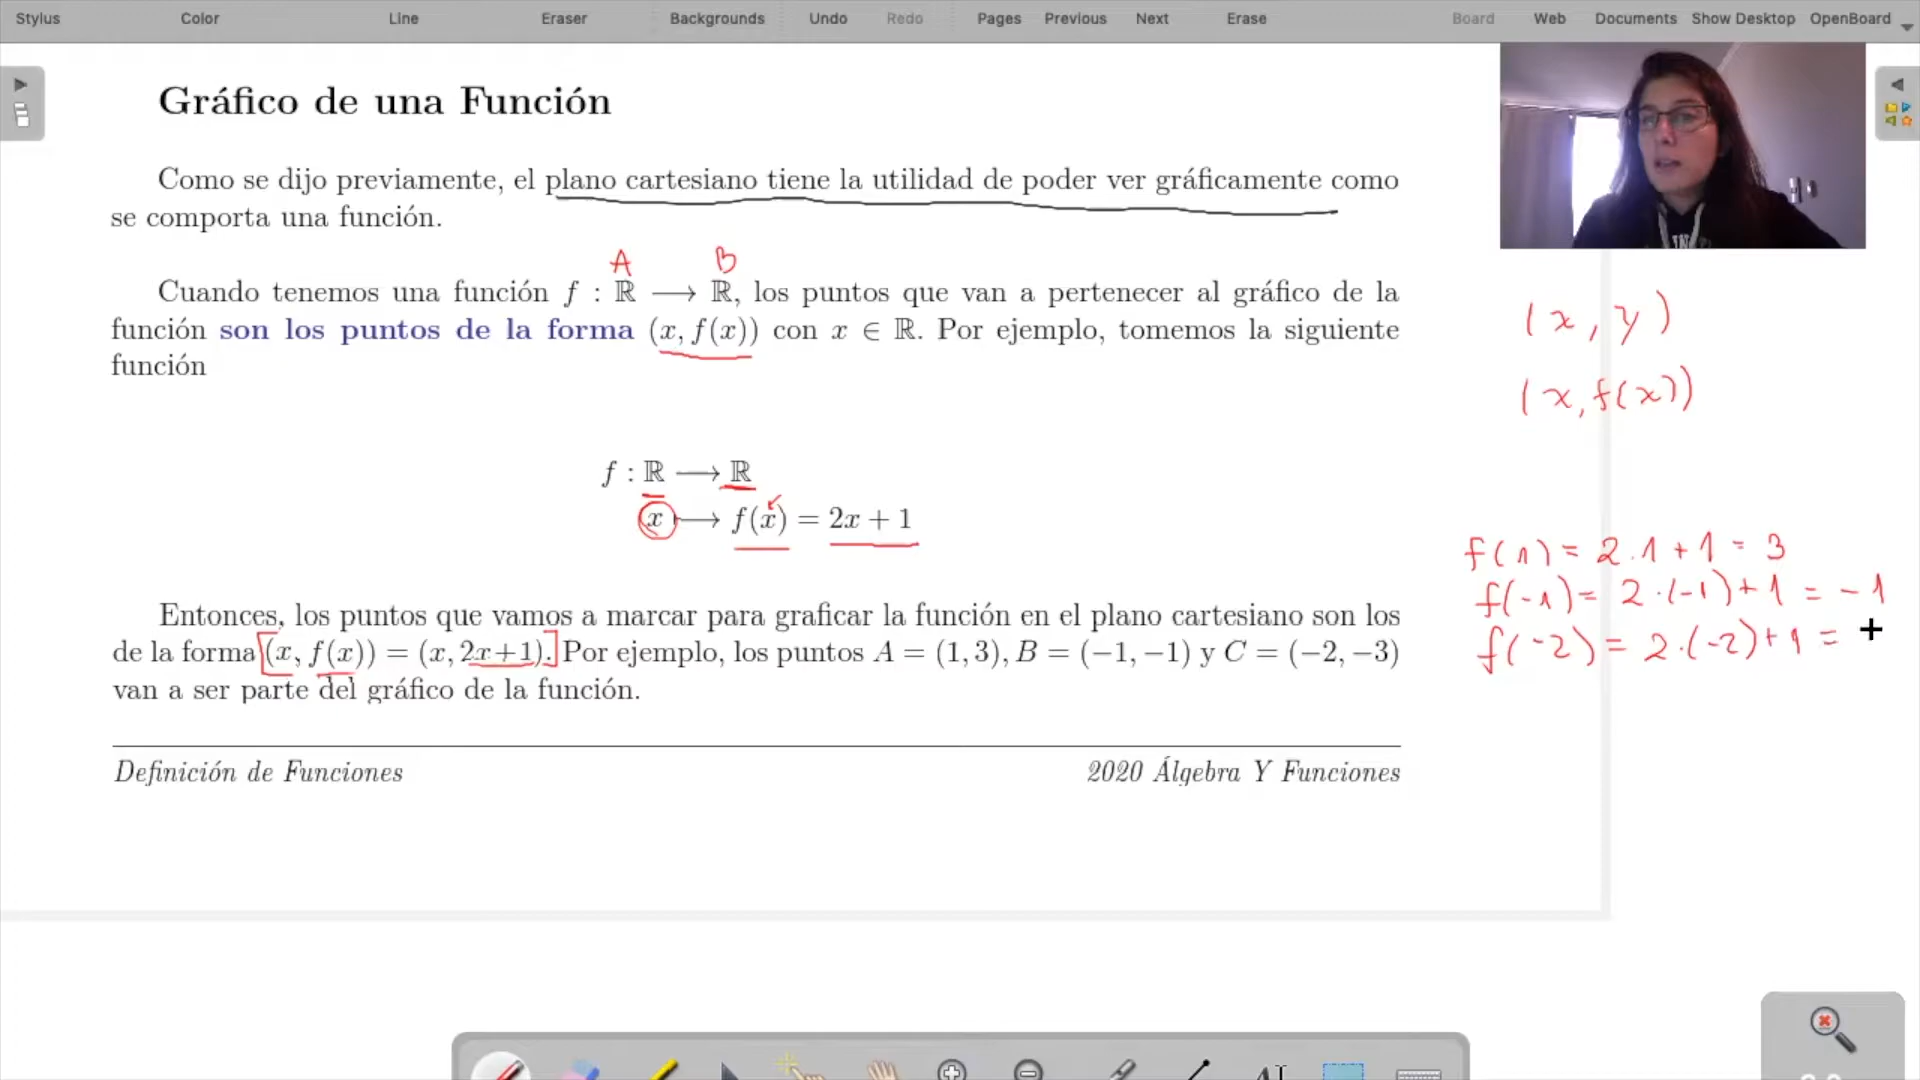 Stylus Color Line Eraser Backgrounds Undo Redo Pages Previous Next Erase Board Web Documents Show Desktop OpenBoard
Gráfico de una Función
Como se dijo previamente, el plano cartesiano tiene la utilidad de poder ver gráficamente como
se comporta una función.
A B
Cuando tenemos una función f : ℝ ⟶ ℝ, los puntos que van a pertenecer al gráfico de la
función son los puntos de la forma (x, f(x)) con x ∈ ℝ. Por ejemplo, tomemos la siguiente
función
(x, y)
(x, f(x))
f : ℝ ⟶ ℝ
x ⟼ f(x) = 2x + 1
Entonces, los puntos que vamos a marcar para graficar la función en el plano cartesiano son los
de la forma (x, f(x)) = (x, 2x+1). Por ejemplo, los puntos A = (1, 3), B = (−1, −1) y C = (−2, −3)
van a ser parte del gráfico de la función.
f(1) = 2.1+1 = 3
f(-1) = 2.(-1)+1 = -1
f(-2) = 2.(-2)+1 =
Definición de Funciones 2020 Álgebra Y Funciones